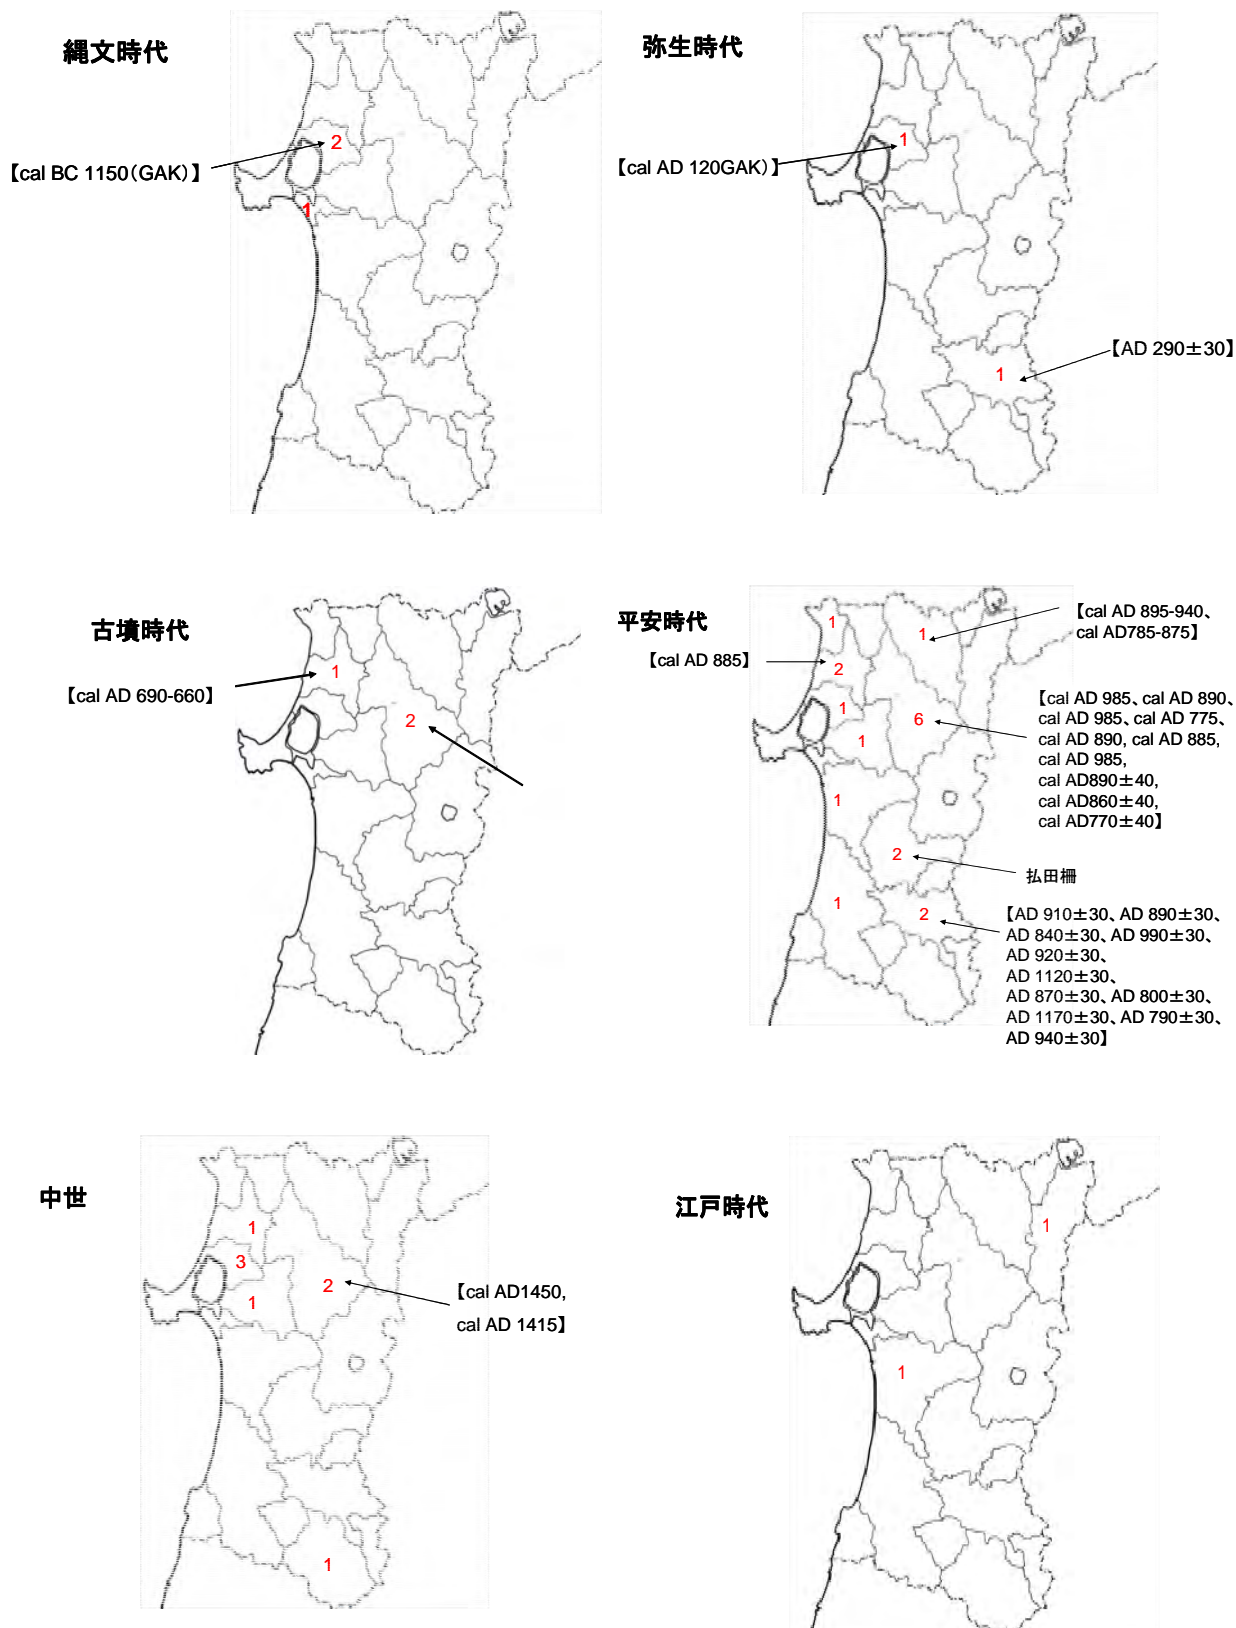 縄文時代
2
【cal BC 1150(GAK)】
1
弥生時代
1
【cal AD 120GAK)】
【AD 290±30】
1
古墳時代
1
【cal AD 690-660】
2
平安時代
1
1
【cal AD 895-940、
cal AD785-875】
【cal AD 885】
2
1
6
1
【cal AD 985、cal AD 890、
cal AD 985、cal AD 775、
cal AD 890, cal AD 885,
cal AD 985,
cal AD890±40,
cal AD860±40,
cal AD770±40】
1
2
払田柵
1
2
【AD 910±30、AD 890±30、
AD 840±30、AD 990±30、
AD 920±30、
AD 1120±30、
AD 870±30、AD 800±30、
AD 1170±30、AD 790±30、
AD 940±30】
中世
1
3
2
1
【cal AD1450,
cal AD 1415】
1
江戸時代
1
1